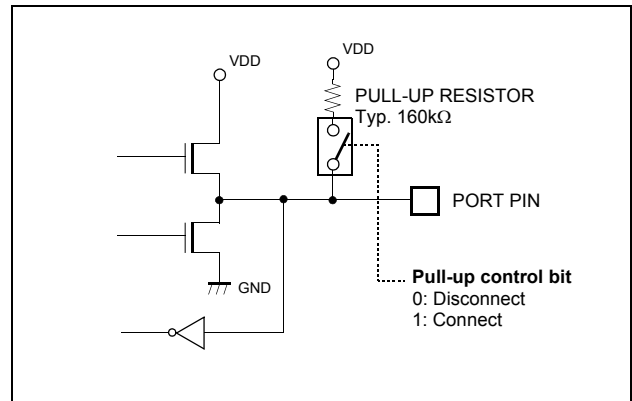 VDD
VDD
PULL-UP RESISTOR
Typ. 160kΩ
PORT PIN
GND
Pull-up control bit
0: Disconnect
1: Connect